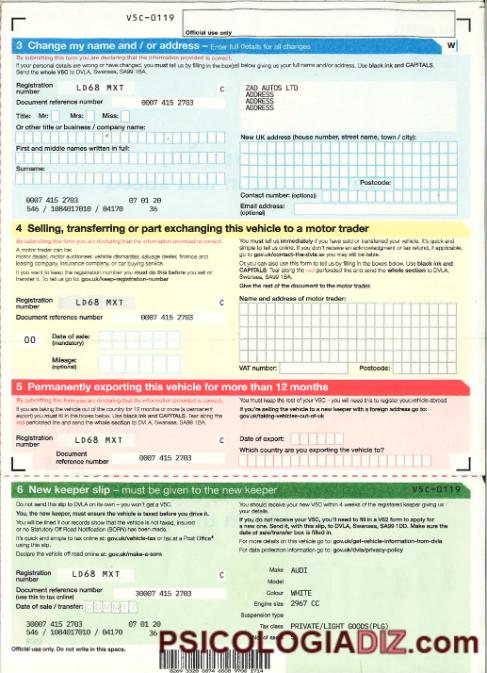 V5C-0119
Official use only
3 Change my name and / or address – Enter full details for all changes
W
By submitting this form you are declaring that the information provided is correct.
If your personal details are wrong or have changed, you must tell us by filling in the box(es) below giving us your full name and/or address. Use black ink and CAPITALS.
Send the whole V5C to DVLA, Swansea, SA99 1BA.
Registration number LD68 MXT C
Document reference number 0007 415 2703
Title: Mr: Mrs: Miss:
Or other title or business / company name:
First and middle names written in full:
Surname:
0007 415 2703 07 01 20
546 / 1084017010 / 04170 36
ZAD AUTOS LTD
ADDRESS
ADDRESS
ADDRESS
New UK address (house number, street name, town / city):
Postcode:
Contact number: (optional)
Email address: (optional)
4 Selling, transferring or part exchanging this vehicle to a motor trader
By submitting this form you are declaring that the information provided is correct.
A motor trader can be:
motor dealer, motor auctioneer, vehicle dismantler, salvage dealer, finance and
leasing company, insurance company, or car buying service.
If you want to keep the registration number you must do this before you sell or
transfer it. To tell us go to: gov.uk/keep-registration-number
You must tell us immediately if you have sold or transferred your vehicle. It's quick and
simple to tell us online. If you don't receive an acknowledgment or tax refund, if applicable,
go to gov.uk/contact-the-dvla as you may still be liable.
Or you can also use this form to tell us by filling in the boxes below. Use black ink and
CAPITALS. Tear along the red perforated line and send the whole section to DVLA,
Swansea, SA99 1BD.
Give the rest of the document to the motor trader.
Registration number LD68 MXT C
Document reference number 0007 415 2703
00
Date of sale: (mandatory)
Mileage: (optional)
Name and address of motor trader:
VAT number:
Postcode:
5 Permanently exporting this vehicle for more than 12 months
By submitting this form you are declaring that the information provided is correct.
If you are taking the vehicle out of the country for 12 months or more (a permanent
export) you must fill in the boxes below. Use black ink and CAPITALS. Tear along the
red perforated line and send the whole section to DVLA, Swansea, SA99 1BD.
You must keep the rest of your V5C – you will need this to register your vehicle abroad.
If you're selling the vehicle to a new keeper with a foreign address go to:
gov.uk/taking-vehicles-out-of-uk
Registration number LD68 MXT C
Document reference number 0007 415 2703
Date of export:
Which country are you exporting the vehicle to?
6 New keeper slip – must be given to the new keeper
V5C-0119
Do not send this slip to DVLA on its own – you won't get a V5C.
You, the new keeper, must ensure the vehicle is taxed before you drive it.
You will be fined if our records show that the vehicle is not taxed, insured
or no Statutory Off Road Notification (SORN) has been made.
It's quick and simple to tax online at: gov.uk/vehicle-tax or tax at a Post Office®
using this slip.
Declare the vehicle off road online at: gov.uk/make-a-sorn
You should receive your new V5C within 4 weeks of the registered keeper giving us
your details.
If you do not receive your V5C, you'll need to fill in a V62 form to apply for
a new one. Send it, with this slip, to DVLA, Swansea, SA99 1DD. Make sure the
date of sale/transfer box is filled in.
For more details on this vehicle go to: gov.uk/get-vehicle-information-from-dvla
For data protection information go to: gov.uk/dvla/privacy-policy
Registration number LD68 MXT C
Document reference number (use this to tax online) 30007 415 2703
Date of sale / transfer: D D M M Y Y
30007 415 2703 07 01 20
546 / 1084017010 / 04170 36
Make AUDI
Model
Colour WHITE
Engine size 2967 CC
Suspension type
Tax class PRIVATE/LIGHT GOODS(PLG)
Official use only. Do not write in this space.
PSICOLOGIADIZ.com